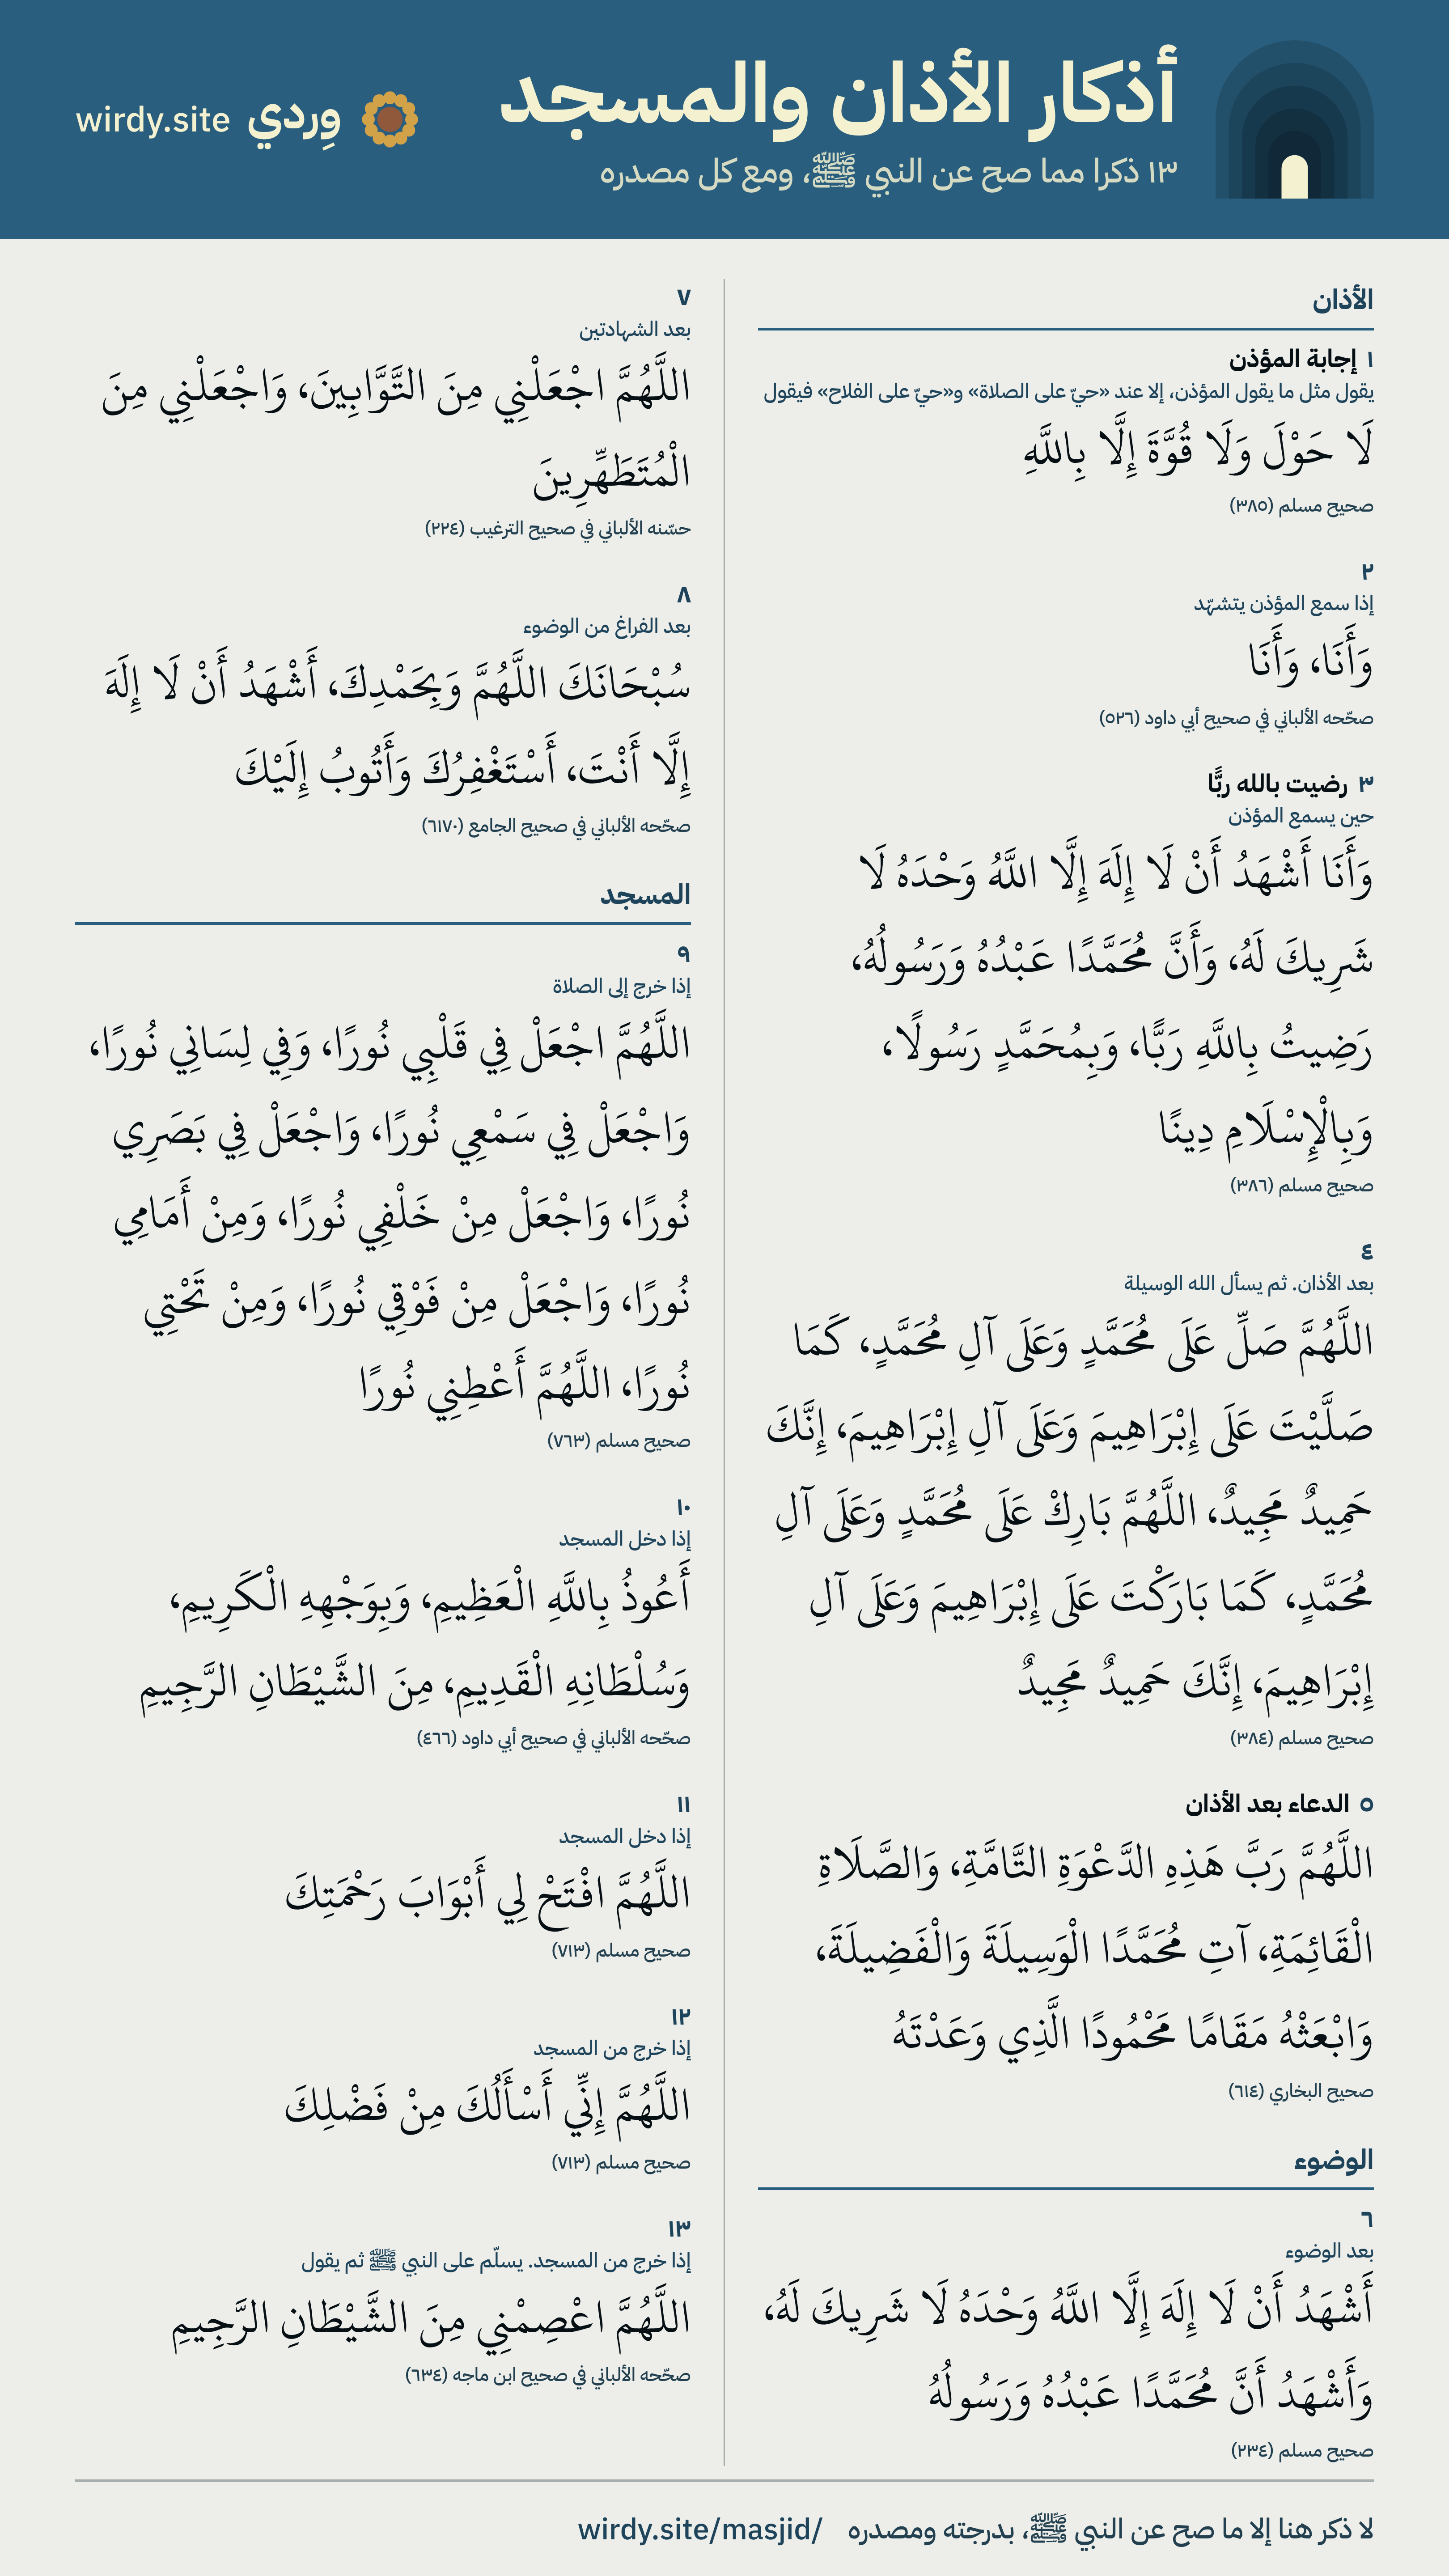 أذكار الأذان والمسجد
١٣ ذكرا مما صح عن النبي ﷺ، ومع كل مصدره
وِردي wirdy.site
الأذان
١ إجابة المؤذن
يقول مثل ما يقول المؤذن، إلا عند «حيّ على الصلاة» و«حيّ على الفلاح» فيقول
لَا حَوْلَ وَلَا قُوَّةَ إِلَّا بِاللَّهِ
صحيح مسلم (٣٨٥)
٢
إذا سمع المؤذن يتشهّد
وَأَنَا، وَأَنَا
صحّحه الألباني في صحيح أبي داود (٥٢٦)
٣ رضيت بالله ربًّا
حين يسمع المؤذن
وَأَنَا أَشْهَدُ أَنْ لَا إِلَهَ إِلَّا اللَّهُ وَحْدَهُ لَا
شَرِيكَ لَهُ، وَأَنَّ مُحَمَّدًا عَبْدُهُ وَرَسُولُهُ،
رَضِيتُ بِاللَّهِ رَبًّا، وَبِمُحَمَّدٍ رَسُولًا،
وَبِالْإِسْلَامِ دِينًا
صحيح مسلم (٣٨٦)
٤
بعد الأذان. ثم يسأل الله الوسيلة
اللَّهُمَّ صَلِّ عَلَى مُحَمَّدٍ وَعَلَى آلِ مُحَمَّدٍ، كَمَا
صَلَّيْتَ عَلَى إِبْرَاهِيمَ وَعَلَى آلِ إِبْرَاهِيمَ، إِنَّكَ
حَمِيدٌ مَجِيدٌ، اللَّهُمَّ بَارِكْ عَلَى مُحَمَّدٍ وَعَلَى آلِ
مُحَمَّدٍ، كَمَا بَارَكْتَ عَلَى إِبْرَاهِيمَ وَعَلَى آلِ
إِبْرَاهِيمَ، إِنَّكَ حَمِيدٌ مَجِيدٌ
صحيح مسلم (٣٨٤)
٥ الدعاء بعد الأذان
اللَّهُمَّ رَبَّ هَذِهِ الدَّعْوَةِ التَّامَّةِ، وَالصَّلَاةِ
الْقَائِمَةِ، آتِ مُحَمَّدًا الْوَسِيلَةَ وَالْفَضِيلَةَ،
وَابْعَثْهُ مَقَامًا مَحْمُودًا الَّذِي وَعَدْتَهُ
صحيح البخاري (٦١٤)
الوضوء
٦
بعد الوضوء
أَشْهَدُ أَنْ لَا إِلَهَ إِلَّا اللَّهُ وَحْدَهُ لَا شَرِيكَ لَهُ،
وَأَشْهَدُ أَنَّ مُحَمَّدًا عَبْدُهُ وَرَسُولُهُ
صحيح مسلم (٢٣٤)
٧
بعد الشهادتين
اللَّهُمَّ اجْعَلْنِي مِنَ التَّوَّابِينَ، وَاجْعَلْنِي مِنَ
الْمُتَطَهِّرِينَ
حسّنه الألباني في صحيح الترغيب (٢٢٤)
٨
بعد الفراغ من الوضوء
سُبْحَانَكَ اللَّهُمَّ وَبِحَمْدِكَ، أَشْهَدُ أَنْ لَا إِلَهَ
إِلَّا أَنْتَ، أَسْتَغْفِرُكَ وَأَتُوبُ إِلَيْكَ
صحّحه الألباني في صحيح الجامع (٦١٧٠)
المسجد
٩
إذا خرج إلى الصلاة
اللَّهُمَّ اجْعَلْ فِي قَلْبِي نُورًا، وَفِي لِسَانِي نُورًا،
وَاجْعَلْ فِي سَمْعِي نُورًا، وَاجْعَلْ فِي بَصَرِي
نُورًا، وَاجْعَلْ مِنْ خَلْفِي نُورًا، وَمِنْ أَمَامِي
نُورًا، وَاجْعَلْ مِنْ فَوْقِي نُورًا، وَمِنْ تَحْتِي
نُورًا، اللَّهُمَّ أَعْطِنِي نُورًا
صحيح مسلم (٧٦٣)
١٠
إذا دخل المسجد
أَعُوذُ بِاللَّهِ الْعَظِيمِ، وَبِوَجْهِهِ الْكَرِيمِ،
وَسُلْطَانِهِ الْقَدِيمِ، مِنَ الشَّيْطَانِ الرَّجِيمِ
صحّحه الألباني في صحيح أبي داود (٤٦٦)
١١
إذا دخل المسجد
اللَّهُمَّ افْتَحْ لِي أَبْوَابَ رَحْمَتِكَ
صحيح مسلم (٧١٣)
١٢
إذا خرج من المسجد
اللَّهُمَّ إِنِّي أَسْأَلُكَ مِنْ فَضْلِكَ
صحيح مسلم (٧١٣)
١٣
إذا خرج من المسجد. يسلّم على النبي ﷺ ثم يقول
اللَّهُمَّ اعْصِمْنِي مِنَ الشَّيْطَانِ الرَّجِيمِ
صحّحه الألباني في صحيح ابن ماجه (٦٣٤)
لا ذكر هنا إلا ما صح عن النبي ﷺ، بدرجته ومصدره wirdy.site/masjid/